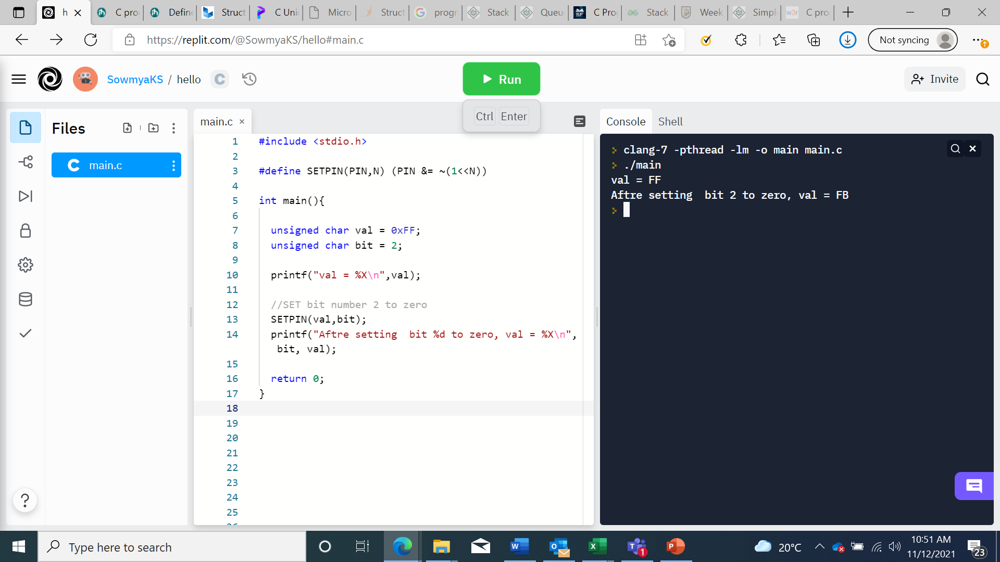 h
C pro
Define
Struct
C Uni
Micro
Struct
progr
Stack
Queu
C Prog
Stack
Week
Simpl
w3r C pro
https://replit.com/@SowmyaKS/hello#main.c
Not syncing
SowmyaKS / hello
C
Run
Invite
Ctrl Enter
Files
main.c
main.c ×
1 #include <stdio.h>
2
3 #define SETPIN(PIN,N) (PIN &= ~(1<<N))
4
5 int main(){
6
7 unsigned char val = 0xFF;
8 unsigned char bit = 2;
9
10 printf("val = %X\n",val);
11
12 //SET bit number 2 to zero
13 SETPIN(val,bit);
14 printf("Aftre setting  bit %d to zero, val = %X\n",
bit, val);
15
16 return 0;
17 }
18
19
20
21
22
23
24
25
Console Shell
clang-7 -pthread -lm -o main main.c
./main
val = FF
Aftre setting  bit 2 to zero, val = FB
?
Type here to search
20°C
10:51 AM
11/12/2021
1
23